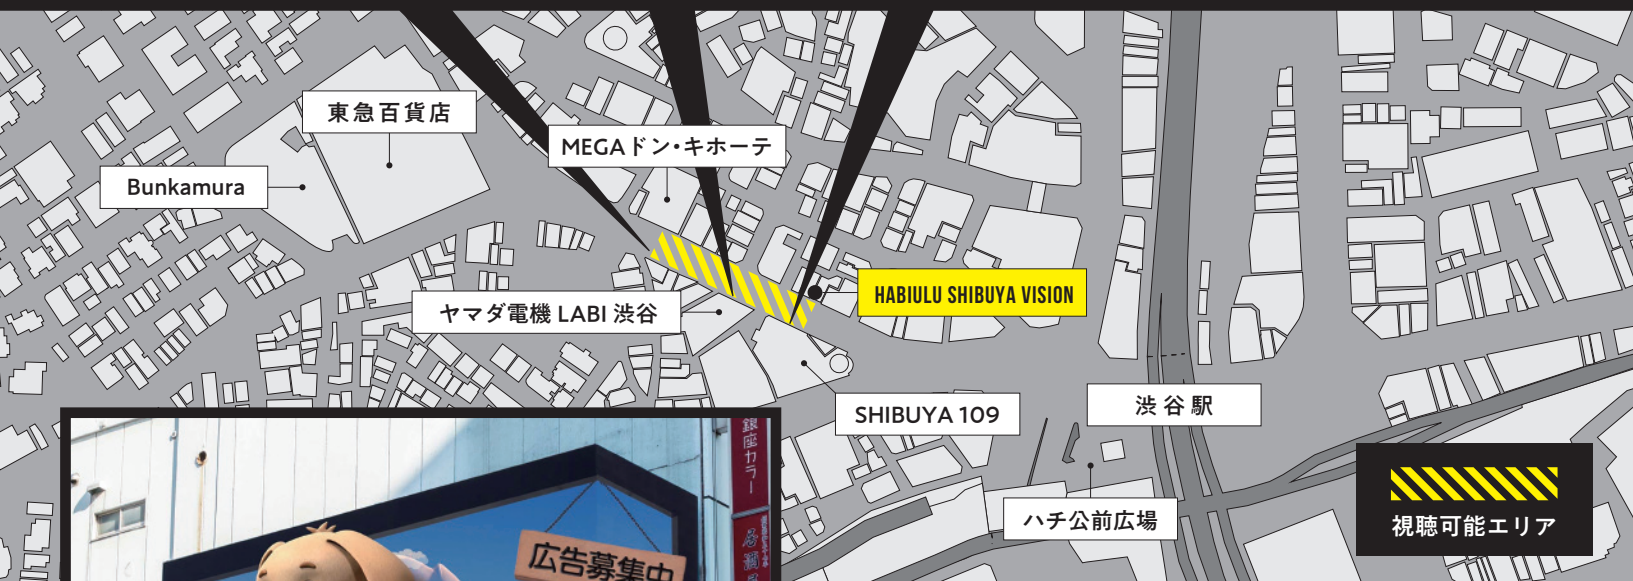 東急百貨店
MEGAドン・キホーテ
Bunkamura
HABIULU SHIBUYA VISION
ヤマダ電機 LABI 渋谷
SHIBUYA 109
渋谷駅
ハチ公前広場
視聴可能エリア
銀座カラー
居酒
広告募集中